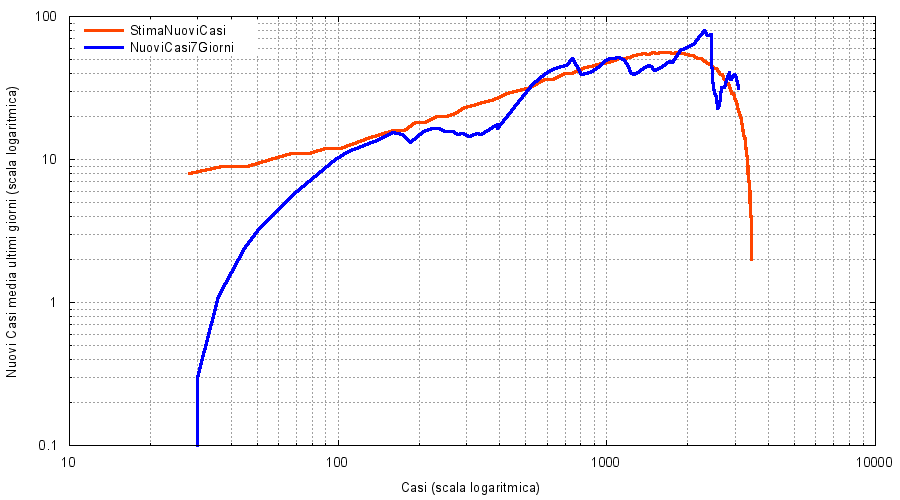 100
StimaNuoviCasi
NuoviCasi7Giorni
10
1
0.1
Nuovi Casi media ultimi giorni (scala logaritmica)
10 100 1000 10000
Casi (scala logaritmica)